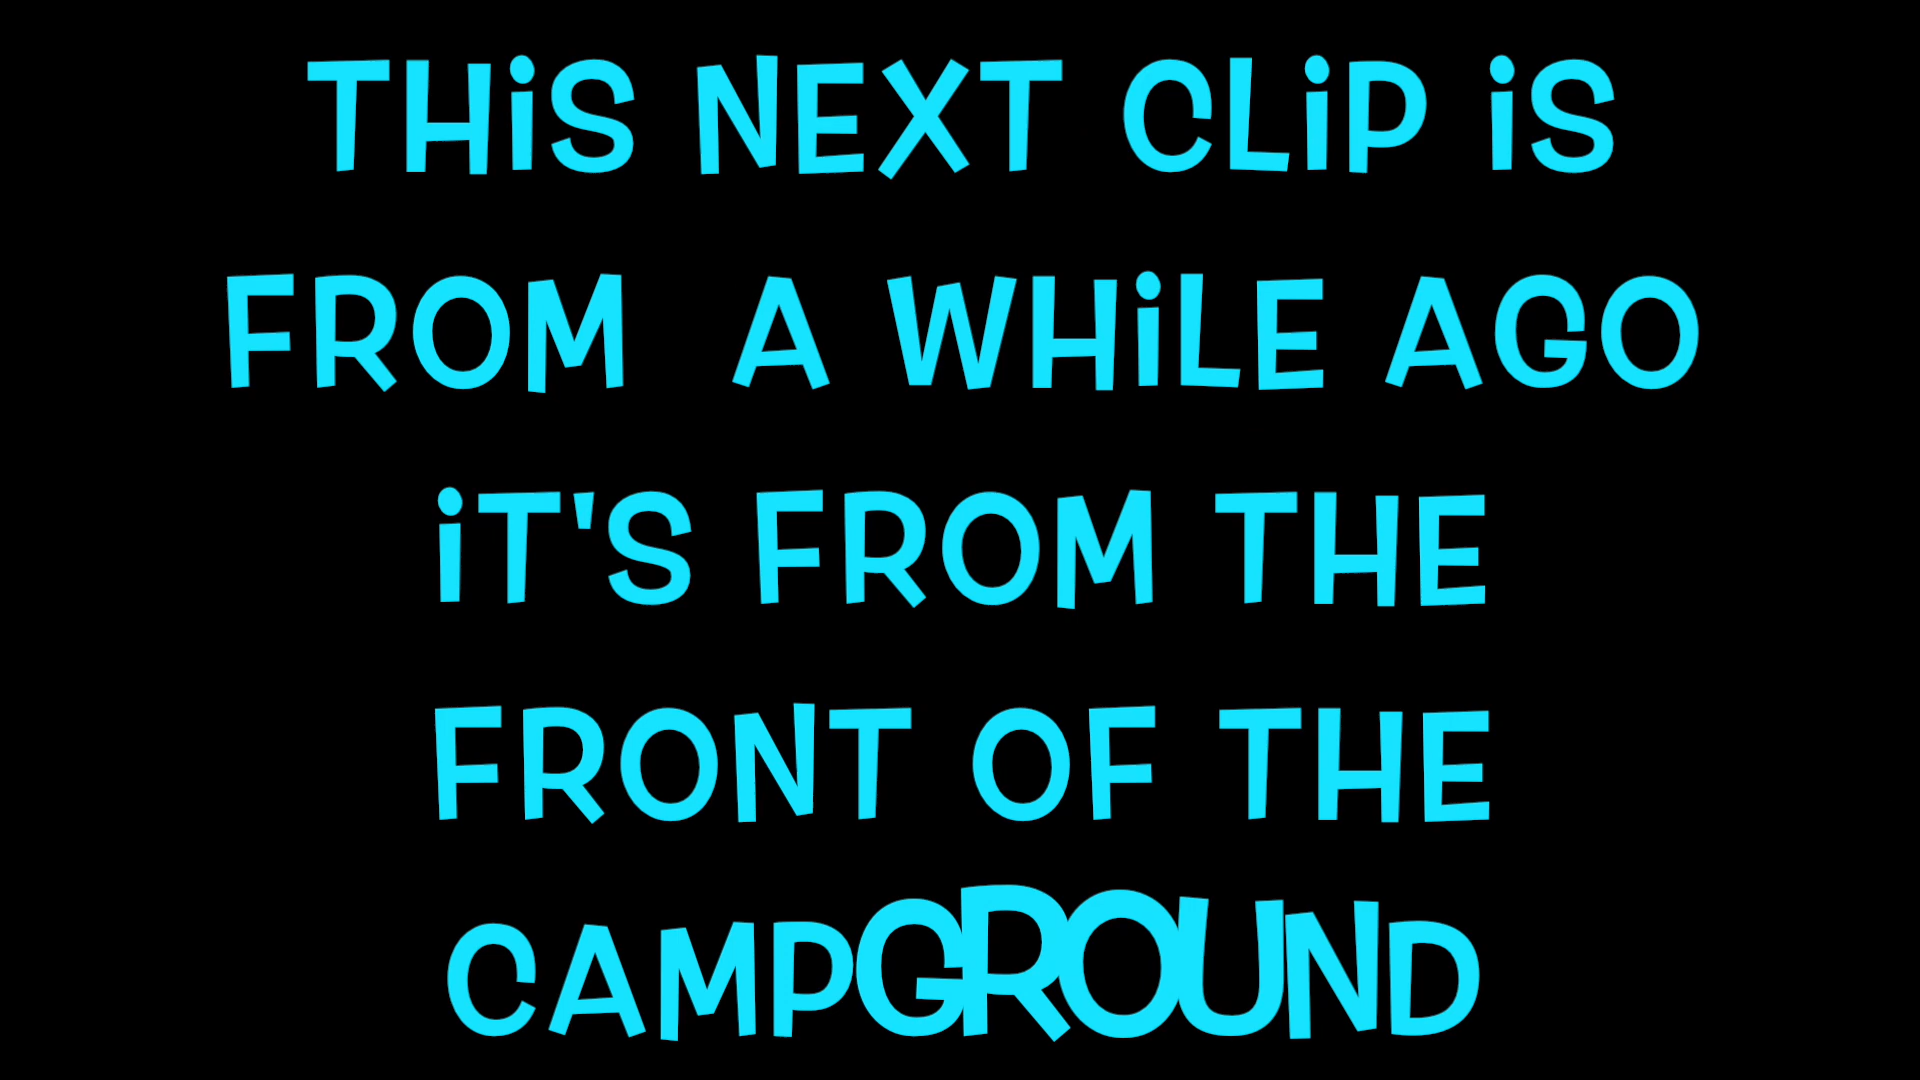 THiS NEXT CLiP iS
FROM A WHiLE AGO
iT'S FROM THE
FRONT OF THE
CAMPGROUND